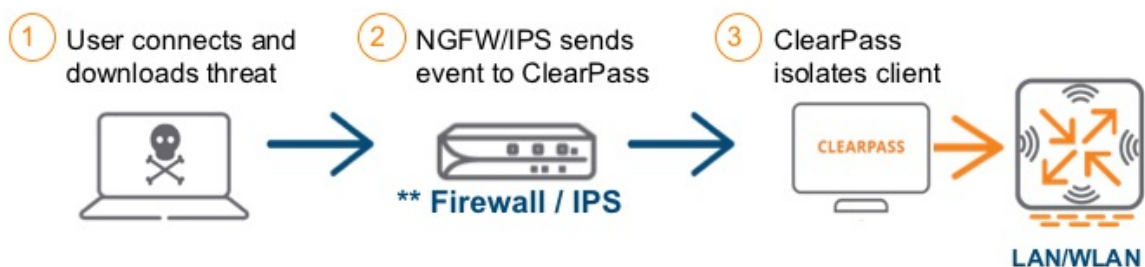 1 User connects and
downloads threat
2 NGFW/IPS sends
event to ClearPass
3 ClearPass
isolates client
CLEARPASS
** Firewall / IPS
LAN/WLAN